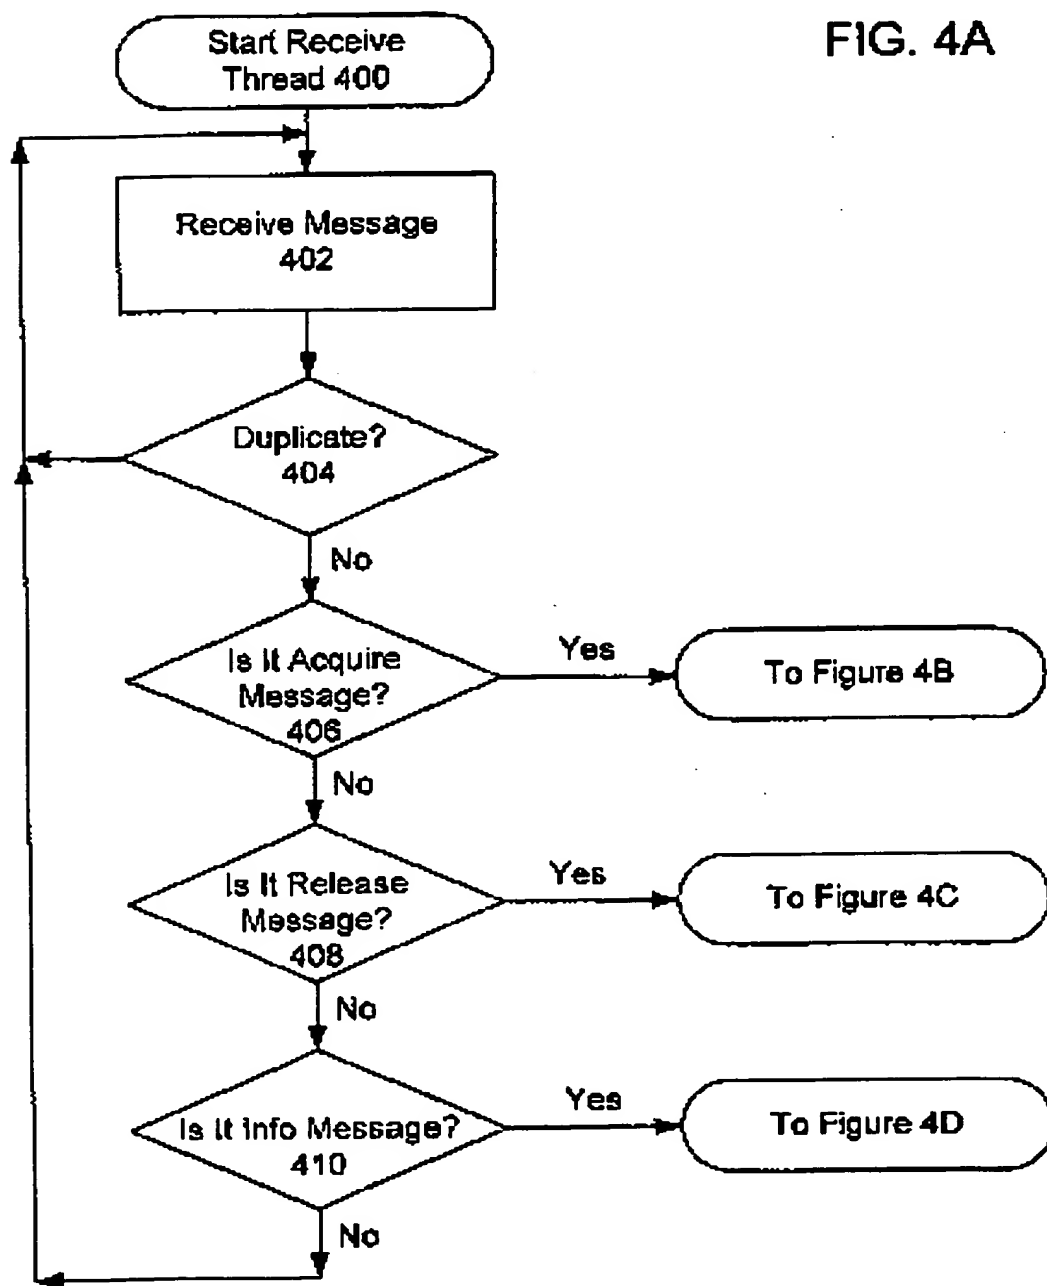 FIG. 4A
Start Receive
Thread 400
Receive Message
402
Duplicate?
404
No
Is It Acquire
Message?
406
Yes
To Figure 4B
No
Is It Release
Message?
408
Yes
To Figure 4C
No
Is It Info Message?
410
Yes
To Figure 4D
No